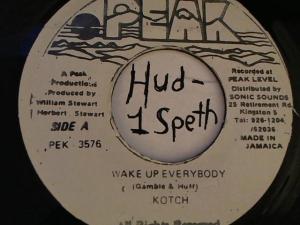 PEAK
A Peak
Productions
Produced by
William Stewart
Herbert Stewart
SIDE A
PEK 3576
Hud-
1 Speth
Recorded at
PEAK LEVEL
Distributed by
SONIC SOUNDS
25 Retirement Rd.
Kingston 5
Tel: 926-1204
/62036
MADE IN
JAMAICA
WAKE UP EVERYBODY
(Gamble & Huff)
KOTCH
All Rights Reserved